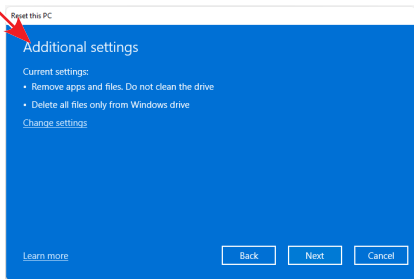 Reset this PC
Additional settings
Current settings:
• Remove apps and files. Do not clean the drive
• Delete all files only from Windows drive
Change settings
Learn more
Back
Next
Cancel